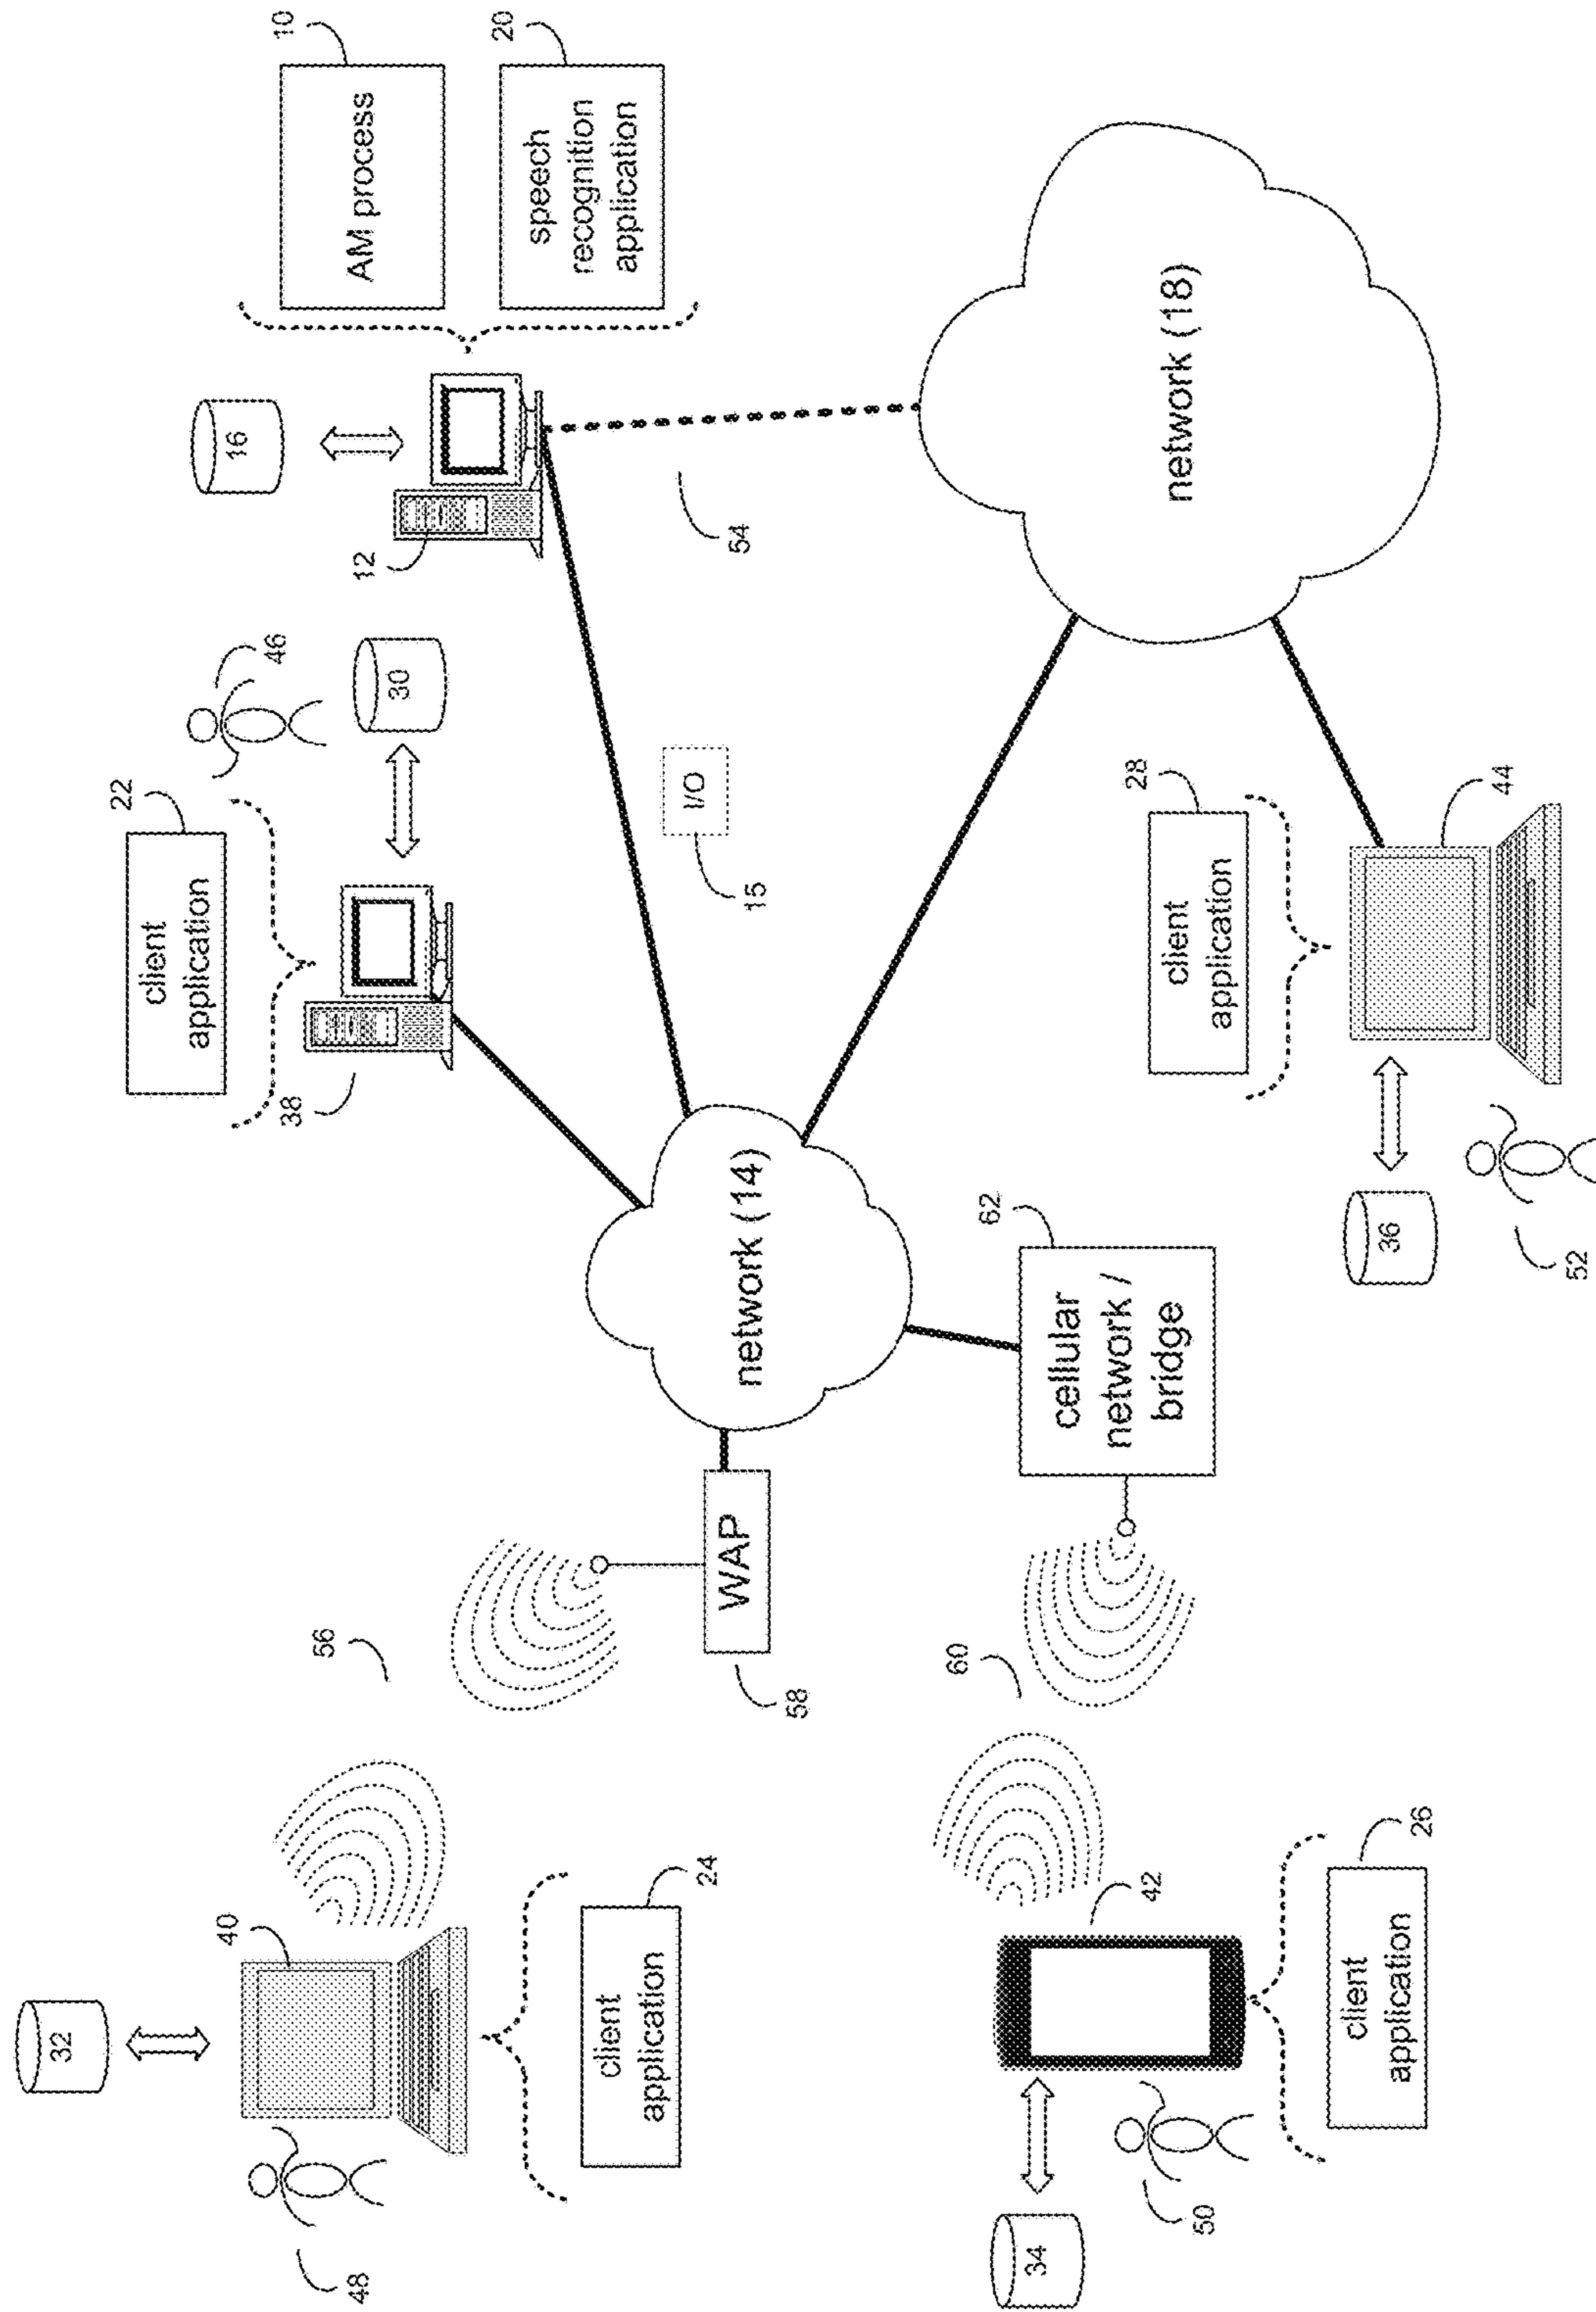 32
40
48
client
application
24
56
WAP
58
34
42
50
client
application
26
60
cellular
network /
bridge
62
network (14)
client
application
22
38
46
30
I/O
15
16
12
AM process
10
speech
recognition
application
20
54
network (18)
client
application
28
44
36
52